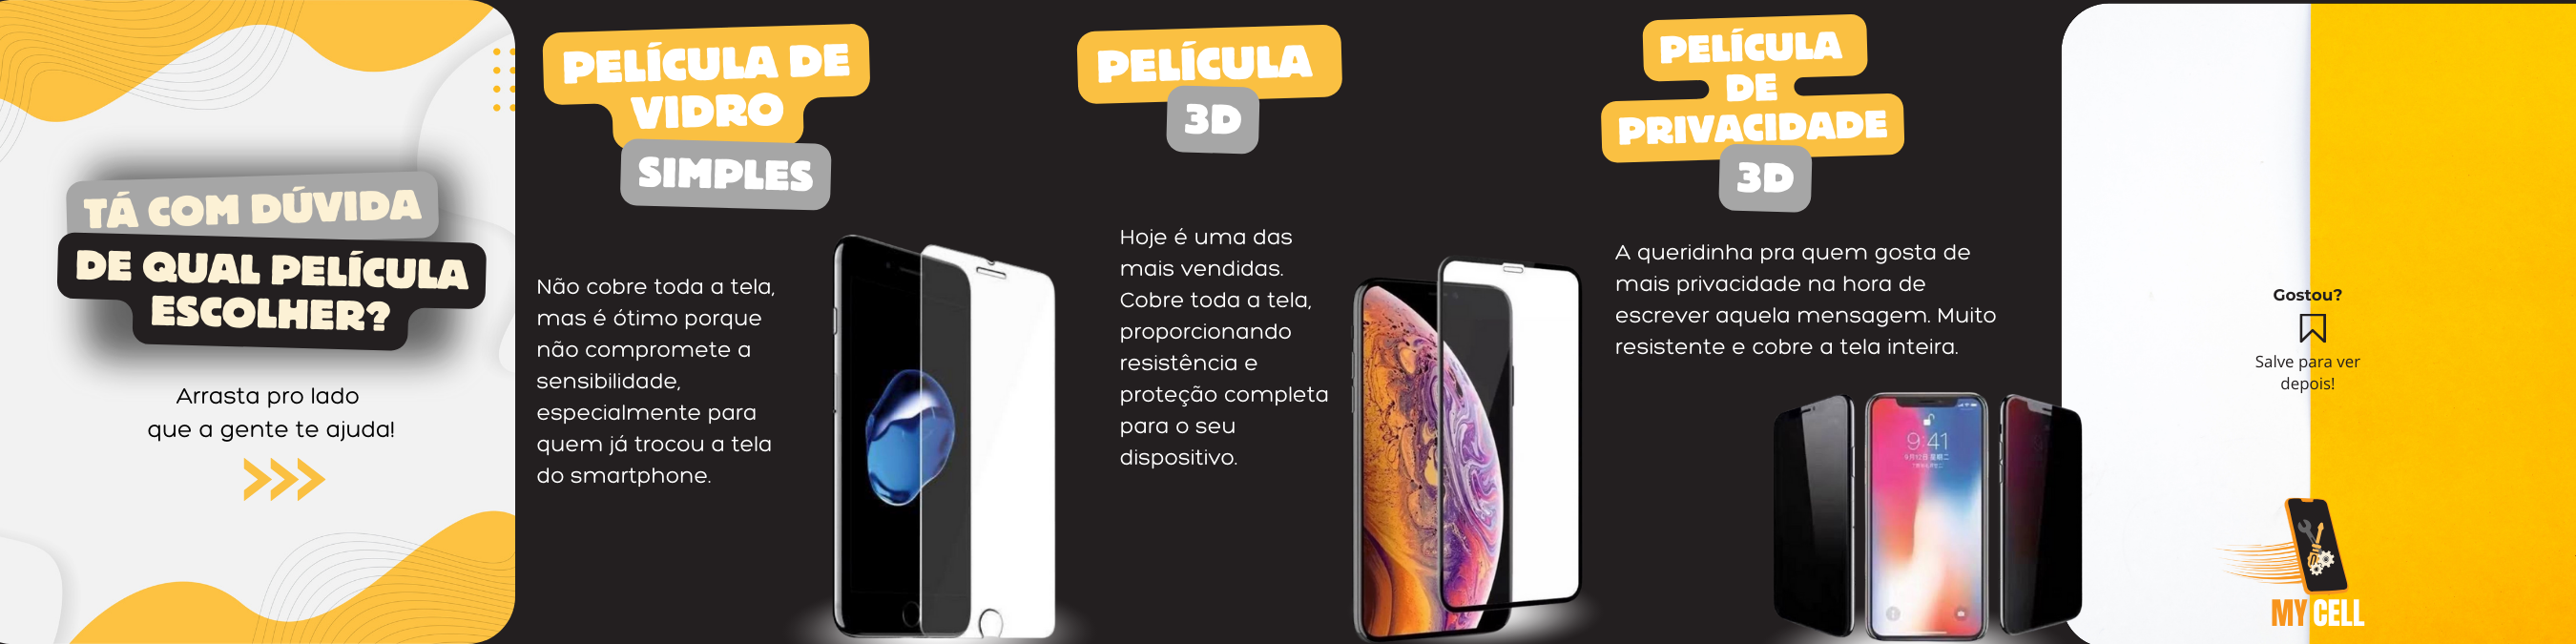 TÁ COM DÚVIDA
DE QUAL PELÍCULA
ESCOLHER?
Arrasta pro lado
que a gente te ajuda!
PELÍCULA DE
VIDRO
SIMPLES
Não cobre toda a tela,
mas é ótimo porque
não compromete a
sensibilidade,
especialmente para
quem já trocou a tela
do smartphone.
PELÍCULA
3D
Hoje é uma das
mais vendidas.
Cobre toda a tela,
proporcionando
resistência e
proteção completa
para o seu
dispositivo.
PELÍCULA
DE
PRIVACIDADE
3D
A queridinha pra quem gosta de
mais privacidade na hora de
escrever aquela mensagem. Muito
resistente e cobre a tela inteira.
9:41
Gostou?
Salve para ver
depois!
MY CELL